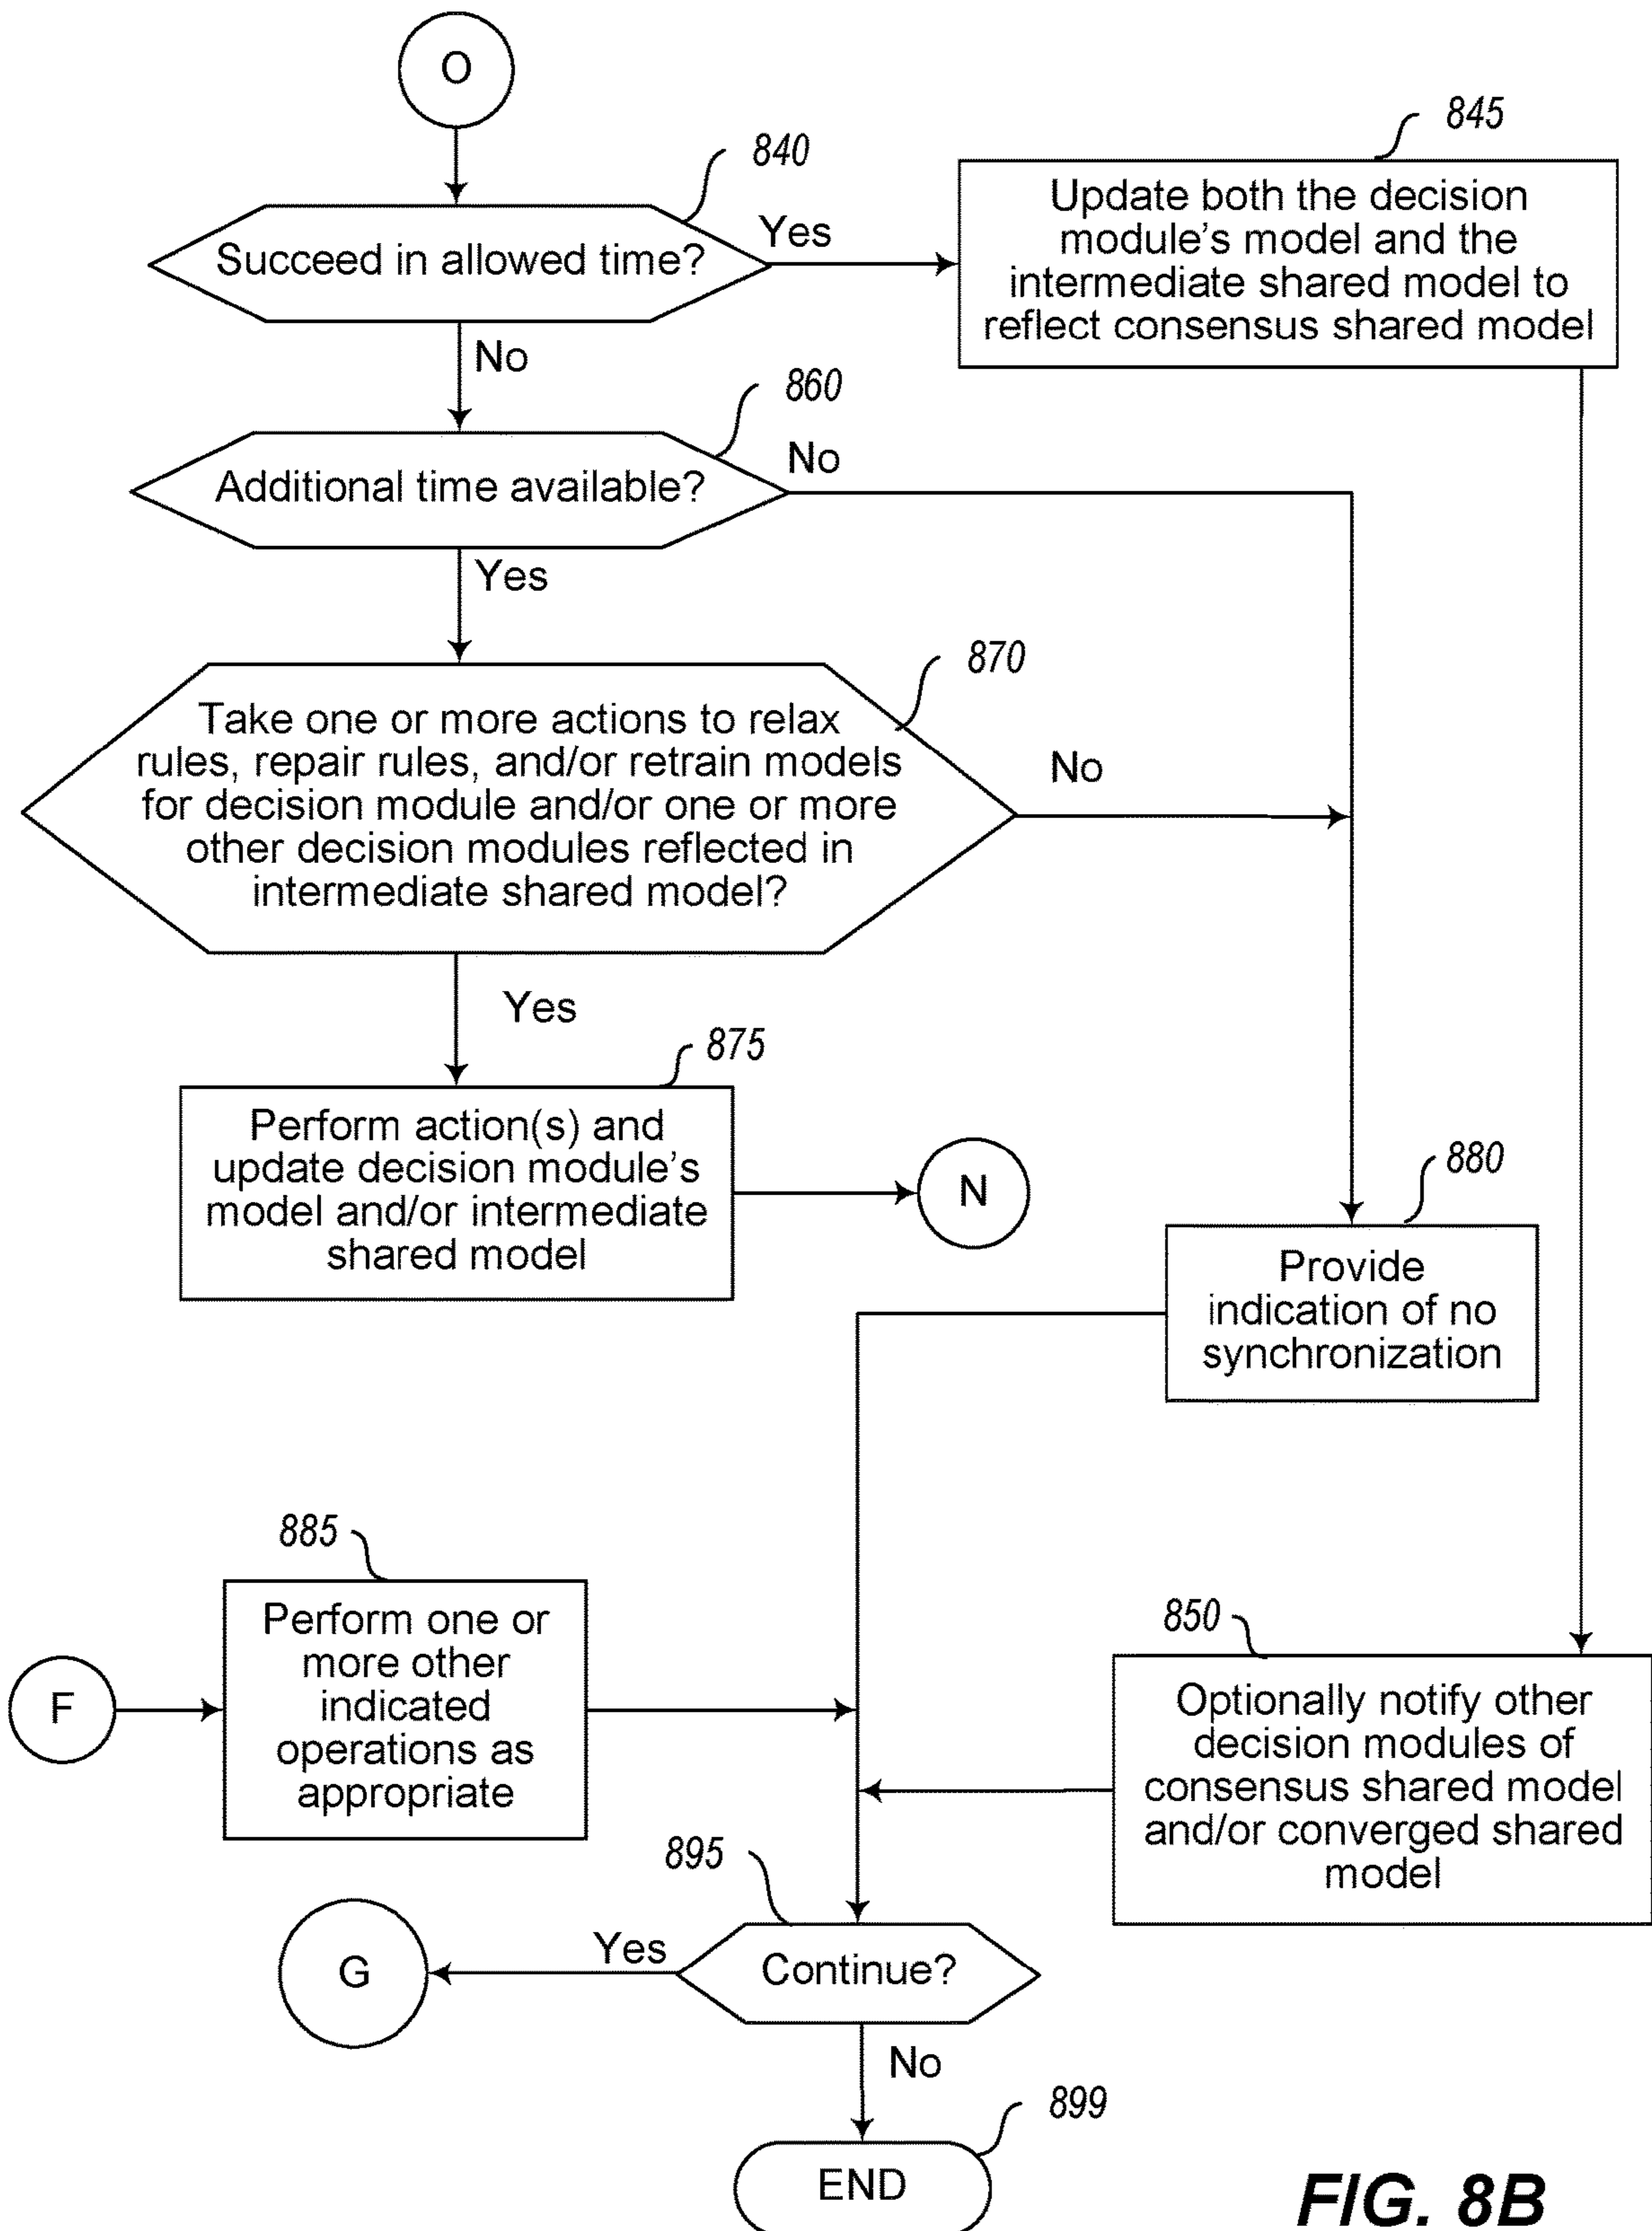 O
840
Succeed in allowed time?
Yes
845
Update both the decision
module's model and the
intermediate shared model to
reflect consensus shared model
No
860
Additional time available?
No
Yes
870
Take one or more actions to relax
rules, repair rules, and/or retrain models
for decision module and/or one or more
other decision modules reflected in
intermediate shared model?
No
Yes
875
Perform action(s) and
update decision module's
model and/or intermediate
shared model
N
880
Provide
indication of no
synchronization
885
F
Perform one or
more other
indicated
operations as
appropriate
850
Optionally notify other
decision modules of
consensus shared model
and/or converged shared
model
895
G
Yes
Continue?
No
899
END
FIG. 8B